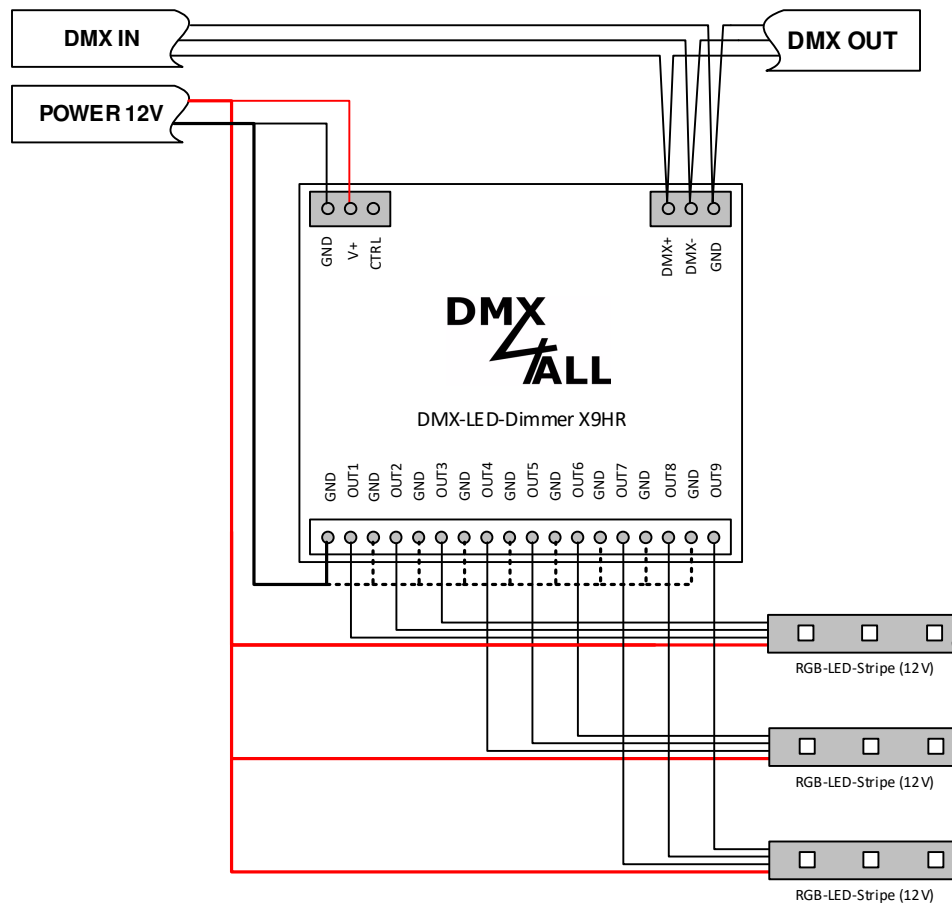 DMX IN
DMX OUT
POWER 12V
GND
V+
CTRL
DMX+
DMX-
GND
DMX
4
ALL
DMX-LED-Dimmer X9HR
GND
OUT1
GND
OUT2
GND
OUT3
GND
OUT4
GND
OUT5
GND
OUT6
GND
OUT7
GND
OUT8
GND
OUT9
RGB-LED-Stripe (12V)
RGB-LED-Stripe (12V)
RGB-LED-Stripe (12V)